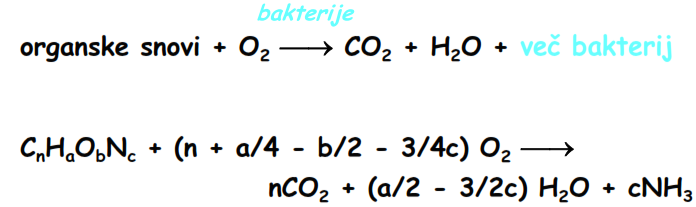 bakterije
organske snovi + O₂ ⟶ CO₂ + H₂O + več bakterij
CₙHₐO_bN_c + (n + a/4 - b/2 - 3/4c) O₂ ⟶
nCO₂ + (a/2 - 3/2c) H₂O + cNH₃